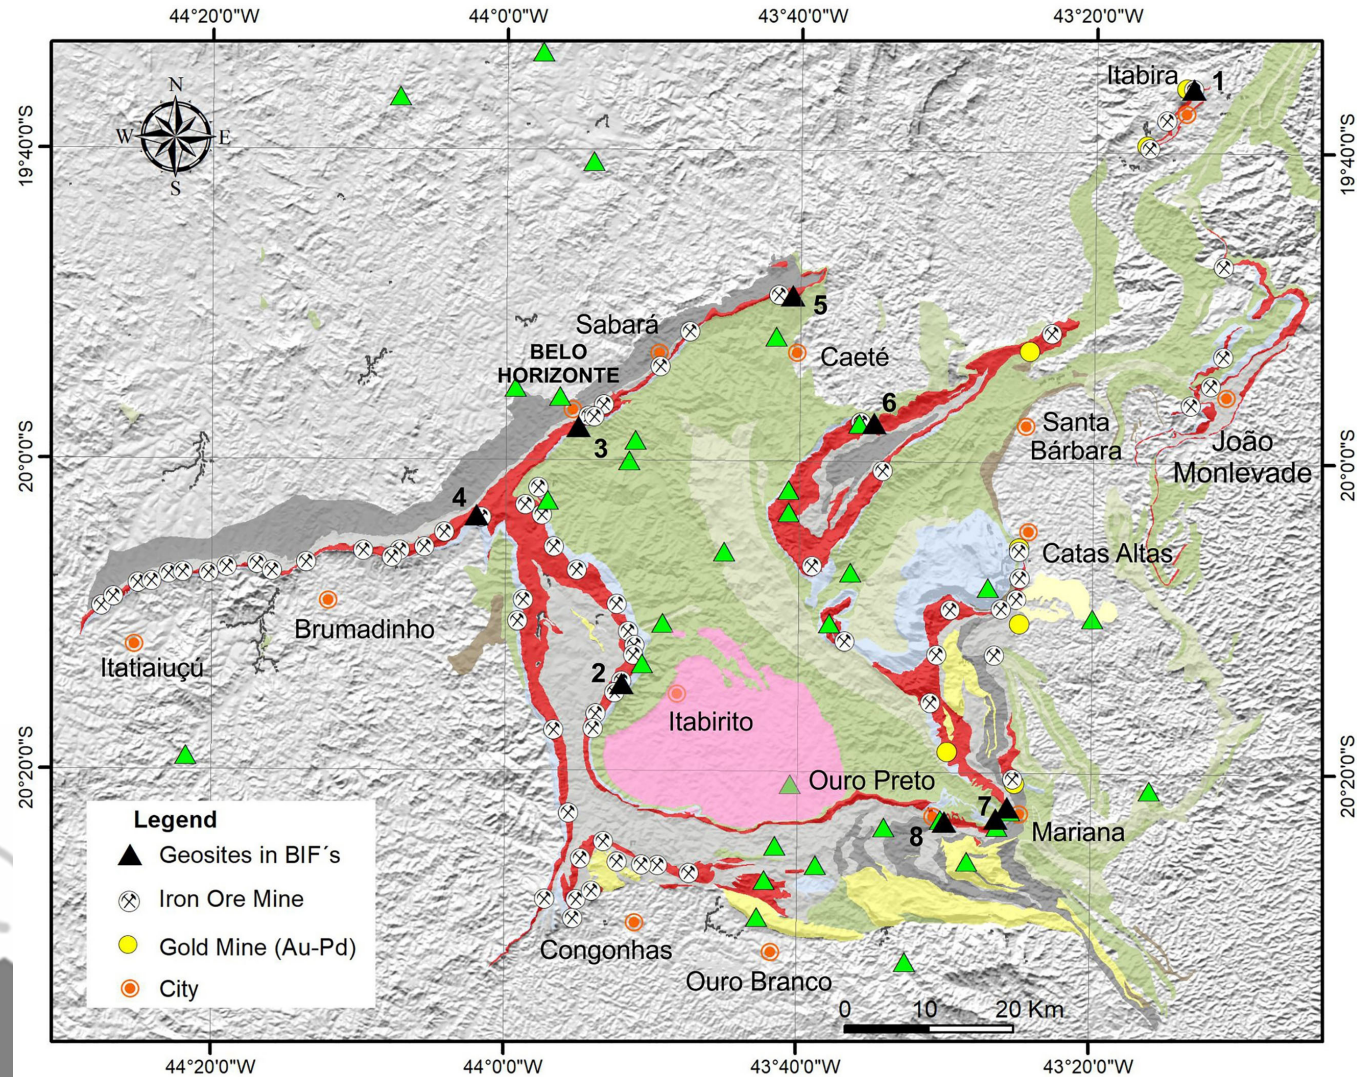 44°20'0"W 44°0'0"W 43°40'0"W 43°20'0"W
N
W E
S
19°40'0"S
19°40'0"S
Itabira
1
5
Sabará
Caeté
BELO
HORIZONTE
6
3
Santa
Bárbara
João
Monlevade
20°0'0"S
20°0'0"S
4
Catas Altas
Brumadinho
Itatiaiuçú
2
Itabirito
Ouro Preto
20°20'0"S
20°20'0"S
7
8
Mariana
Congonhas
Ouro Branco
Legend
Geosites in BIF´s
Iron Ore Mine
Gold Mine (Au-Pd)
City
0 10 20 Km
44°20'0"W 44°0'0"W 43°40'0"W 43°20'0"W